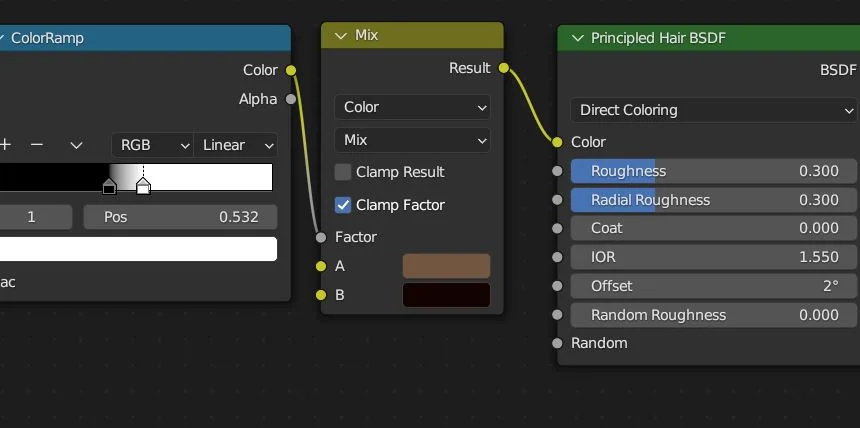 ColorRamp
Color
Alpha
+ −
RGB
Linear
1
Pos 0.532
ac
Mix
Result
Color
Mix
Clamp Result
Clamp Factor
Factor
A
B
Principled Hair BSDF
BSDF
Direct Coloring
Color
Roughness 0.300
Radial Roughness 0.300
Coat 0.000
IOR 1.550
Offset 2°
Random Roughness 0.000
Random